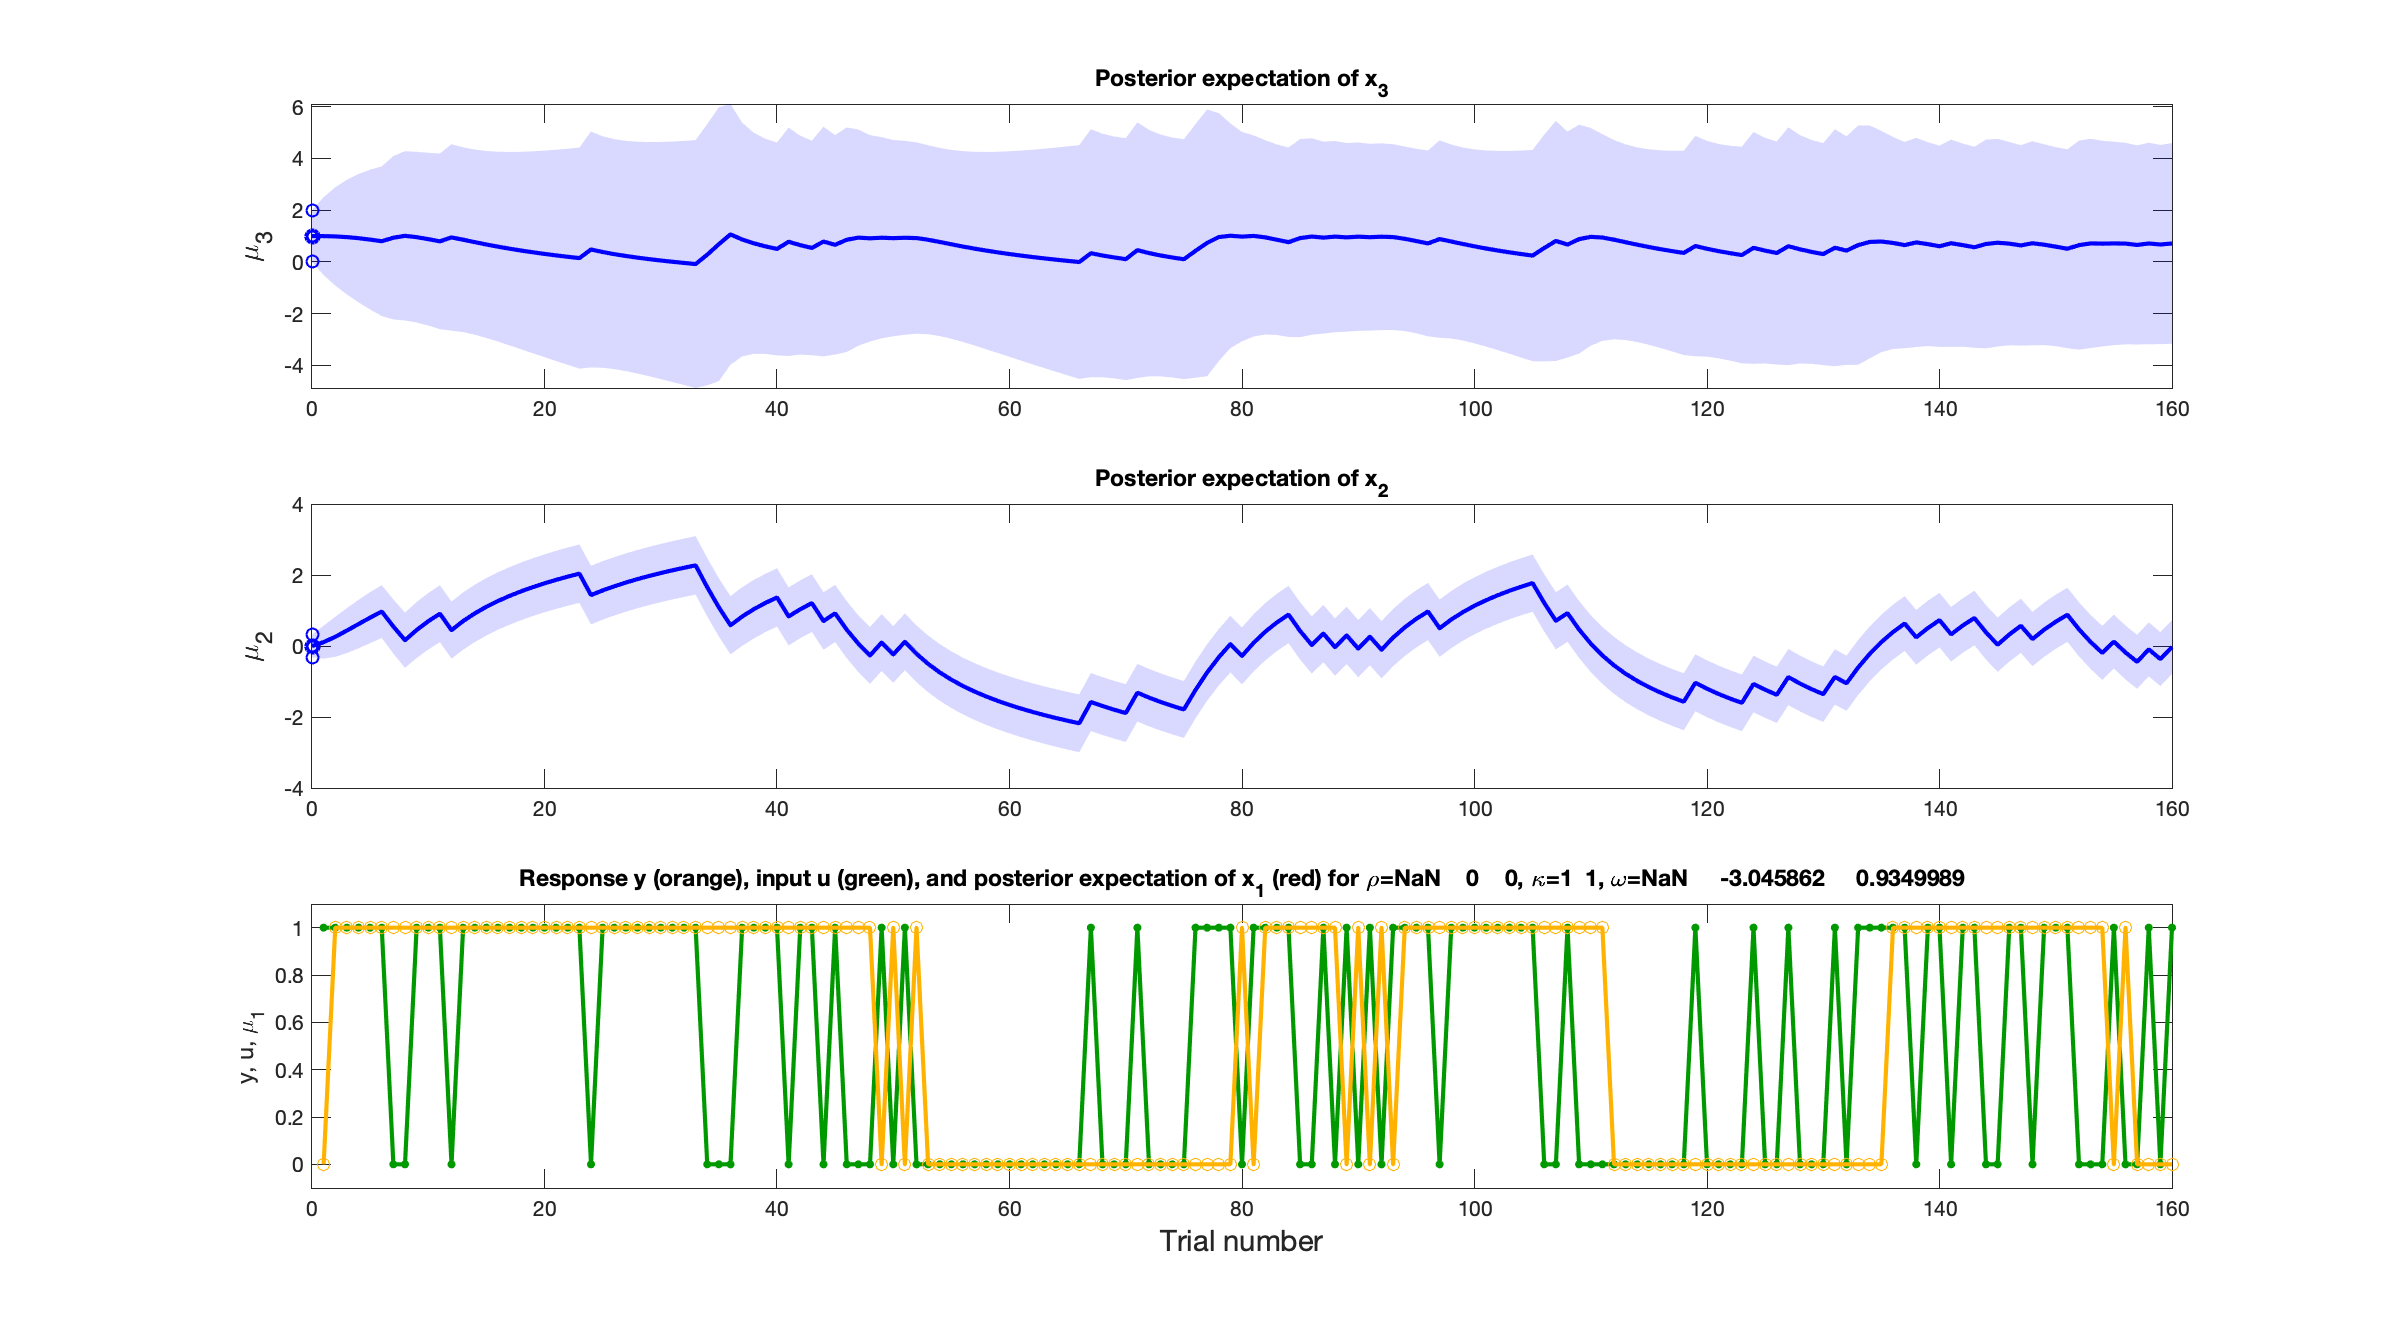 Posterior expectation of x3
6
4
2
0
-2
-4
μ3
0 20 40 60 80 100 120 140 160
Posterior expectation of x2
4
2
0
-2
-4
μ2
0 20 40 60 80 100 120 140 160
Response y (orange), input u (green), and posterior expectation of x1 (red) for ρ=NaN 0 0, κ=1 1, ω=NaN -3.045862 0.9349989
1
0.8
0.6
0.4
0.2
0
y, u, μ1
0 20 40 60 80 100 120 140 160
Trial number